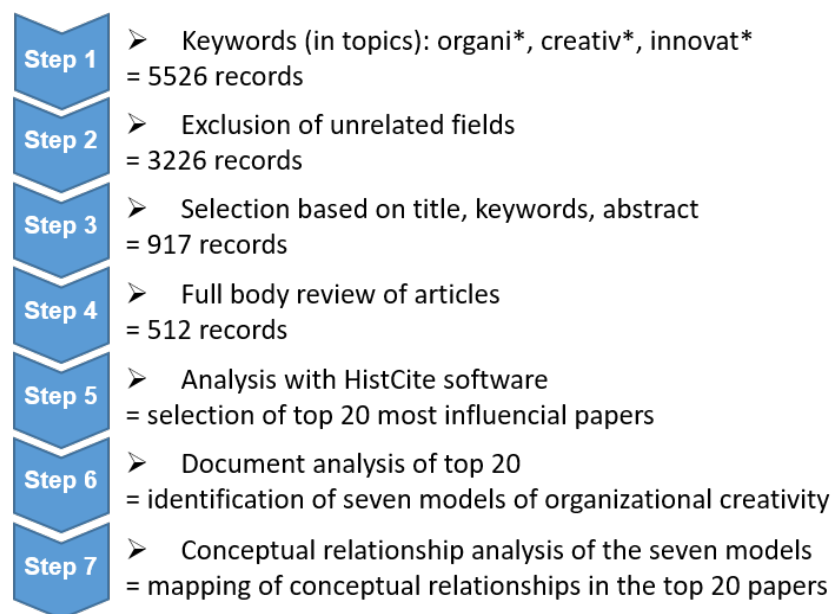 Step 1
➢ Keywords (in topics): organi*, creativ*, innovat*
= 5526 records
Step 2
➢ Exclusion of unrelated fields
= 3226 records
Step 3
➢ Selection based on title, keywords, abstract
= 917 records
Step 4
➢ Full body review of articles
= 512 records
Step 5
➢ Analysis with HistCite software
= selection of top 20 most influencial papers
Step 6
➢ Document analysis of top 20
= identification of seven models of organizational creativity
Step 7
➢ Conceptual relationship analysis of the seven models
= mapping of conceptual relationships in the top 20 papers